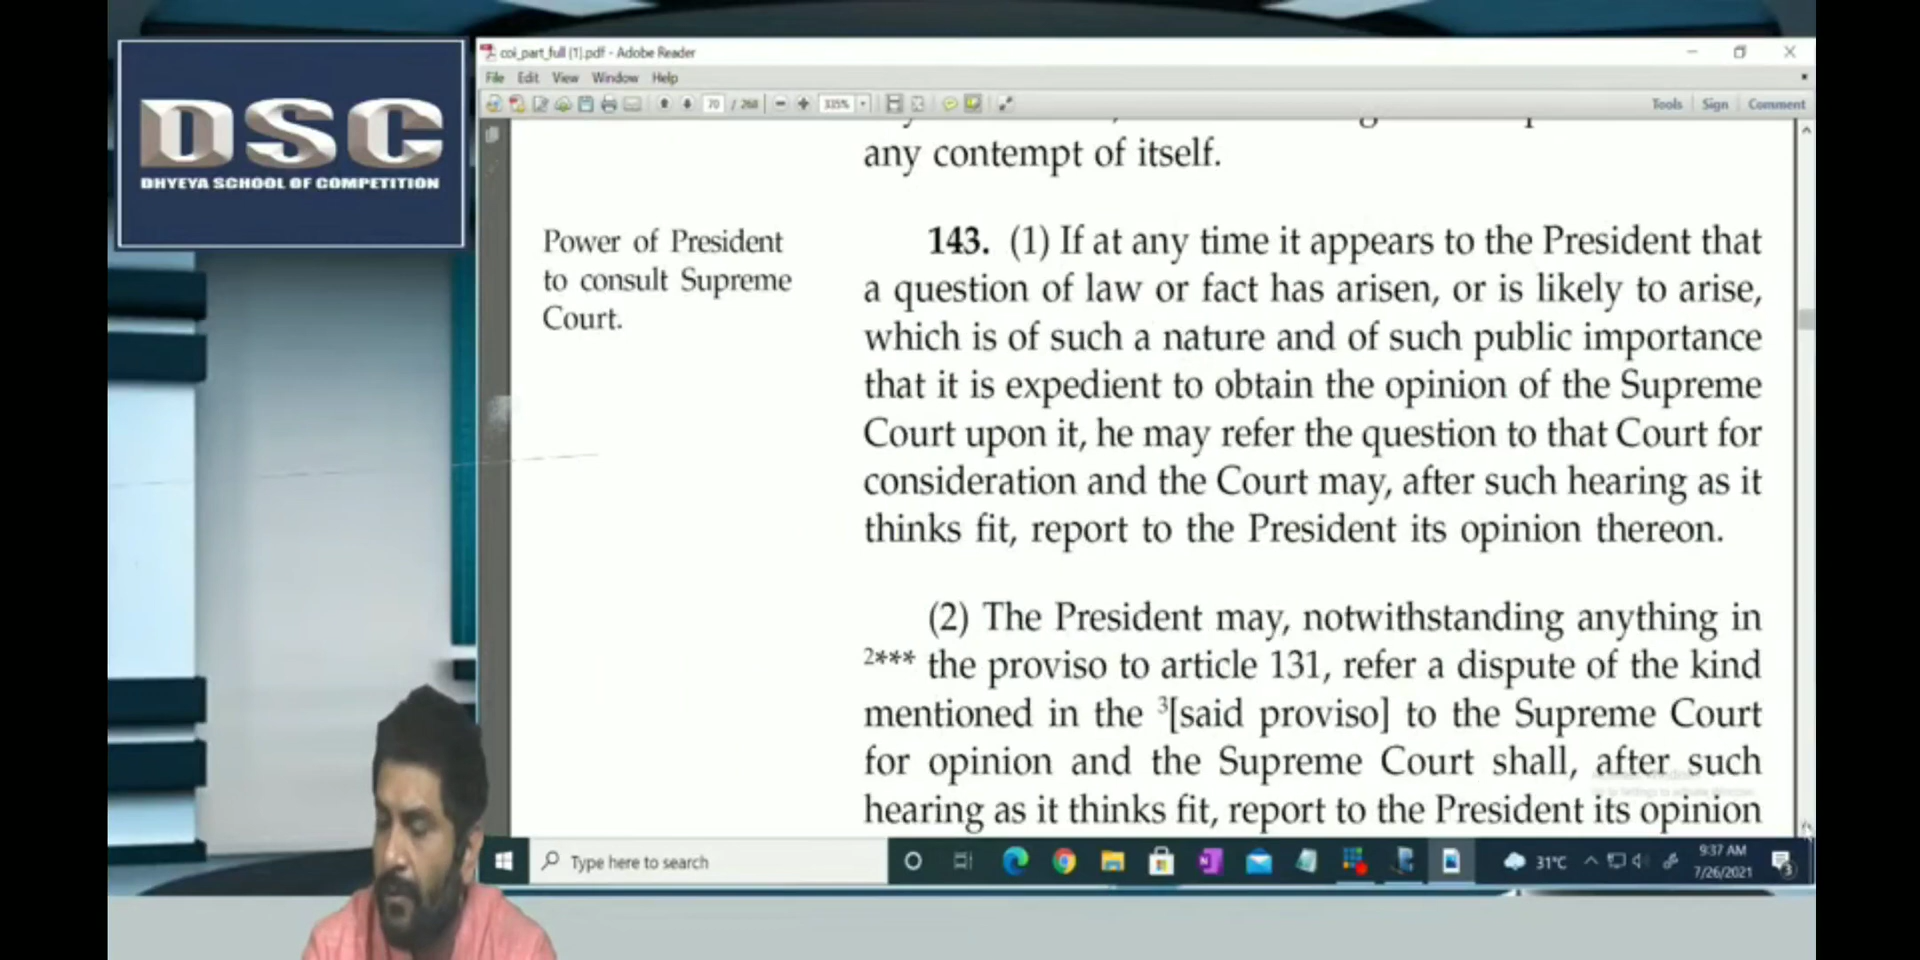 DSC
DHYEYA SCHOOL OF COMPETITION
coi_part_full (1).pdf - Adobe Reader
File Edit View Window Help
70 / 268
335%
Tools Sign Comment
any contempt of itself.
Power of President
to consult Supreme
Court.
143. (1) If at any time it appears to the President that
a question of law or fact has arisen, or is likely to arise,
which is of such a nature and of such public importance
that it is expedient to obtain the opinion of the Supreme
Court upon it, he may refer the question to that Court for
consideration and the Court may, after such hearing as it
thinks fit, report to the President its opinion thereon.
(2) The President may, notwithstanding anything in
2*** the proviso to article 131, refer a dispute of the kind
mentioned in the 3[said proviso] to the Supreme Court
for opinion and the Supreme Court shall, after such
hearing as it thinks fit, report to the President its opinion
Type here to search
31°C
9:37 AM
7/26/2021
3